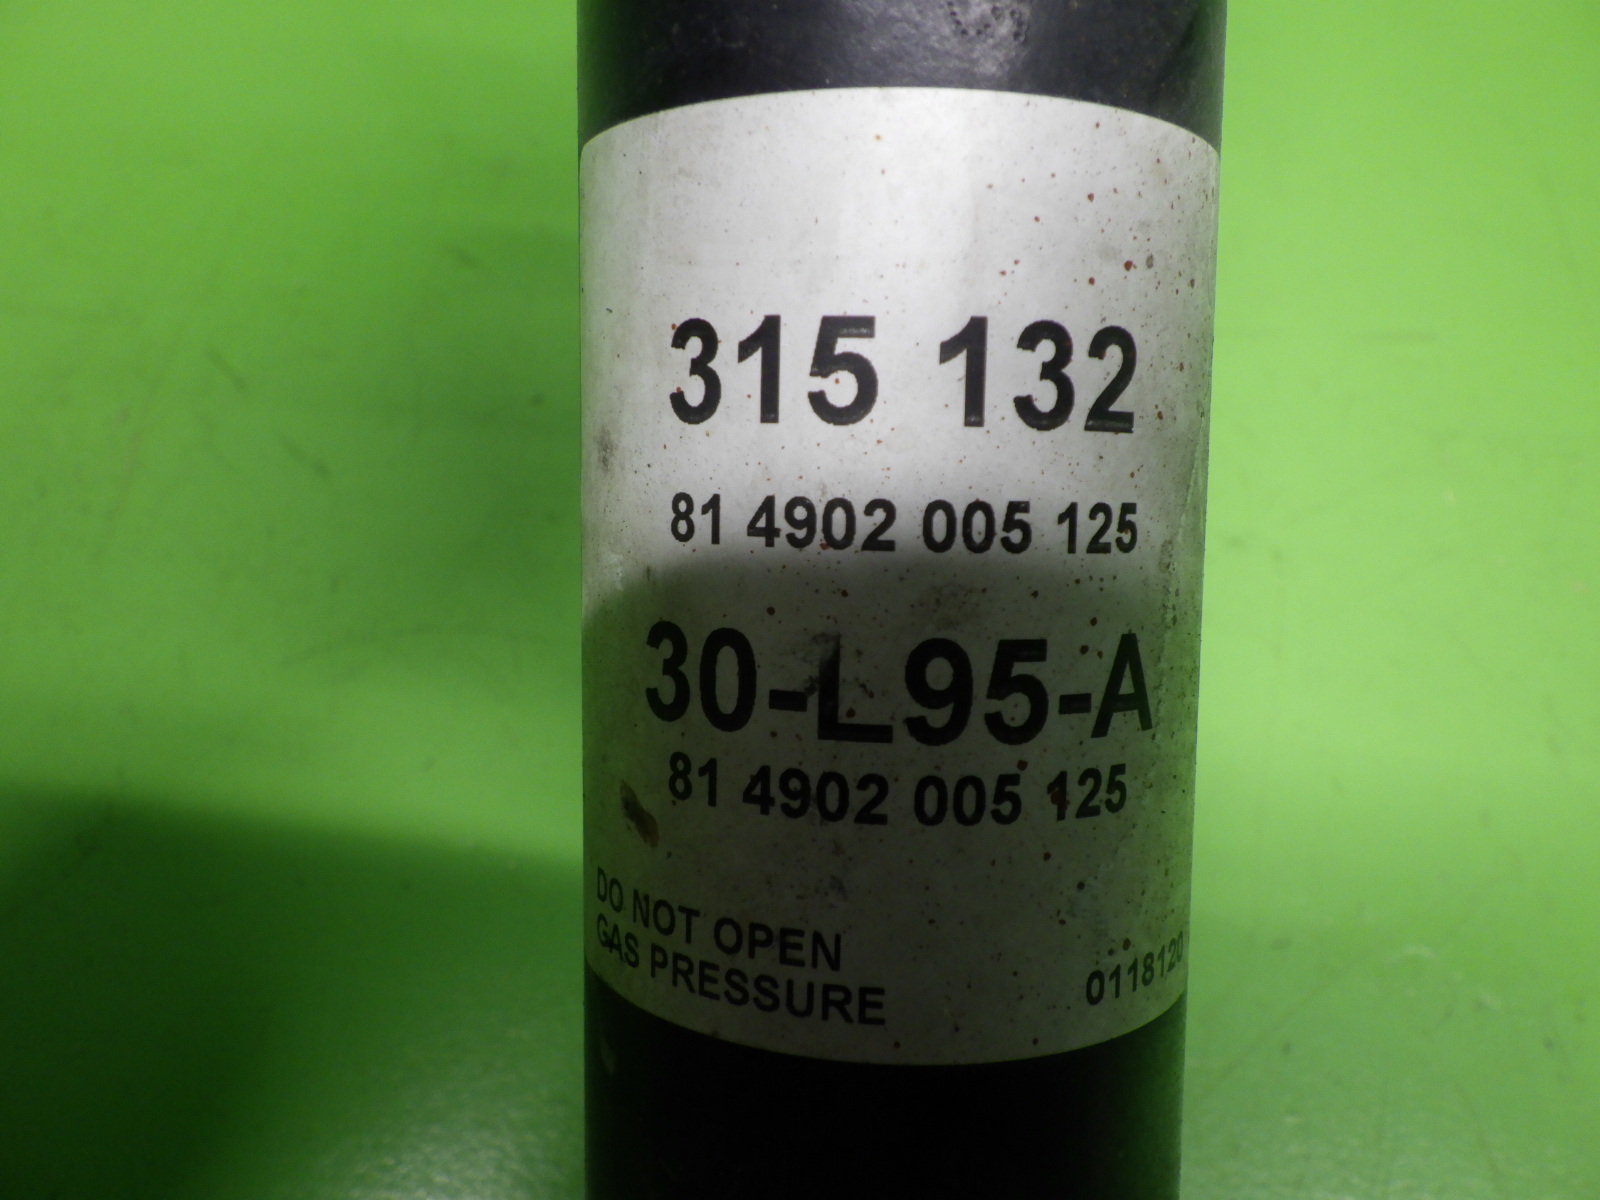 315 132
81 4902 005 125
30-L95-A
81 4902 005 125
DO NOT OPEN
GAS PRESSURE
0118120